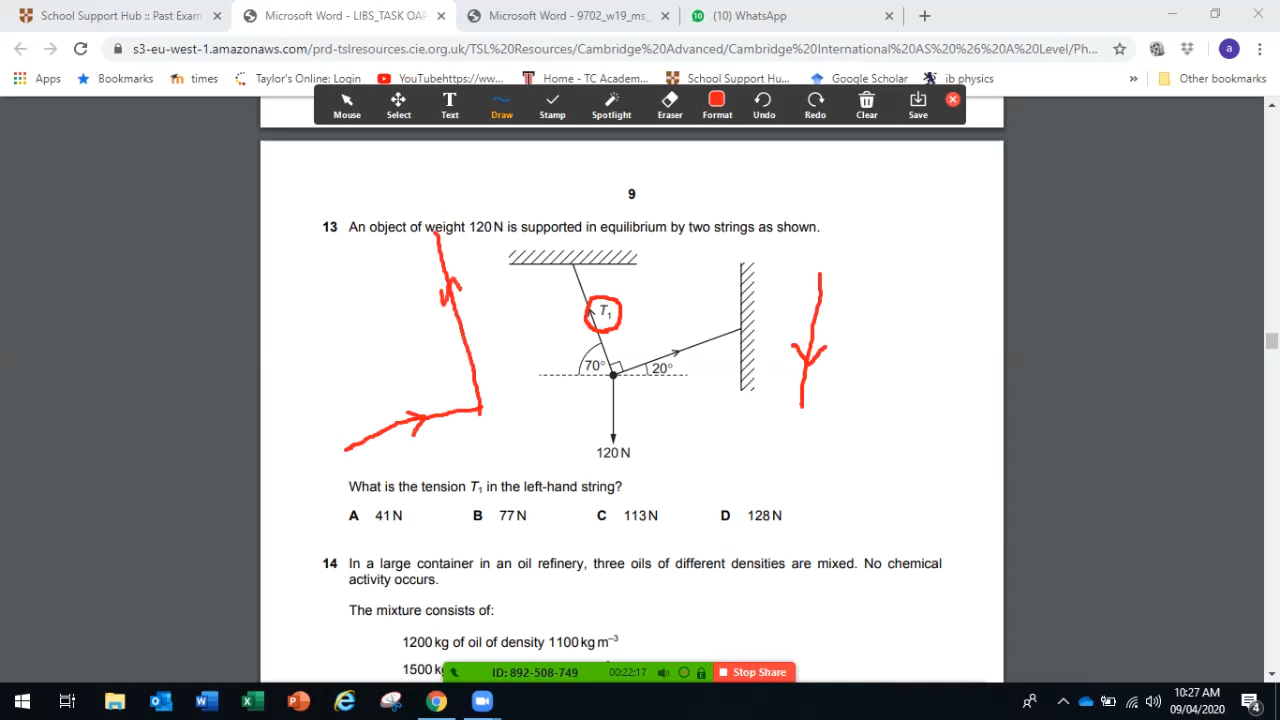 School Support Hub :: Past Exam
Microsoft Word - LIBS_TASK OAP
Microsoft Word - 9702_w19_ms_
(10) WhatsApp
s3-eu-west-1.amazonaws.com/prd-tslresources.cie.org.uk/TSL%20Resources/Cambridge%20Advanced/Cambridge%20International%20AS%20%26%20A%20Level/Ph...
a
Apps
Bookmarks
times
Taylor's Online: Login
YouTubehttps://ww...
Home - TC Academ...
School Support Hu...
Google Scholar
ib physics
»
Other bookmarks
Mouse
Select
Text
Draw
Stamp
Spotlight
Eraser
Format
Undo
Redo
Clear
Save
9
13 An object of weight 120 N is supported in equilibrium by two strings as shown.
T₁
70°
20°
120 N
What is the tension T₁ in the left-hand string?
A 41 N B 77 N C 113 N D 128 N
14 In a large container in an oil refinery, three oils of different densities are mixed. No chemical
activity occurs.
The mixture consists of:
1200 kg of oil of density 1100 kg m⁻³
1500
ID: 892-508-749
00:22:17
Stop Share
10:27 AM
09/04/2020
4